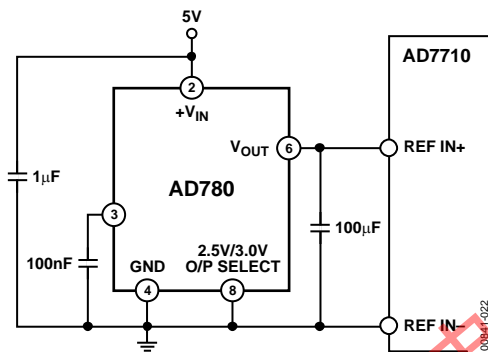 5V
AD7710
2
+VIN
VOUT
6
REF IN+
AD780
1μF
3
100μF
2.5V/3.0V
100nF
GND
O/P SELECT
4
8
REF IN–
00841-022